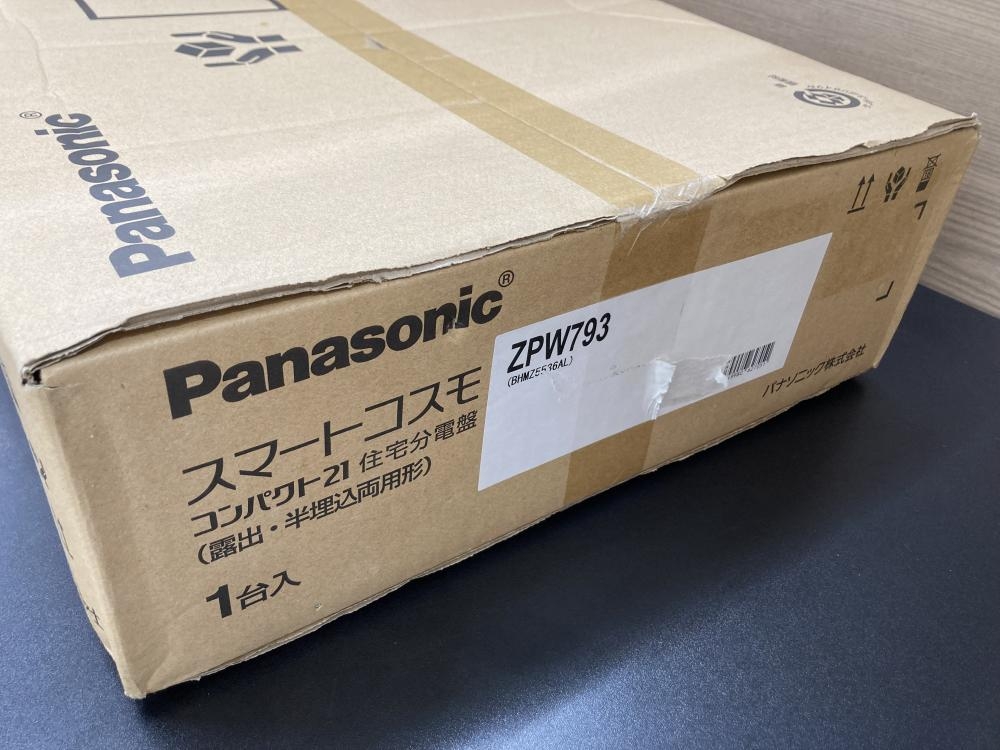 Panasonic®
Panasonic®
スマートコスモ
コンパクト21 住宅分電盤
(露出・半埋込両用形)
1台入
ZPW793
(BHMZ5536AL)
パナソニック株式会社